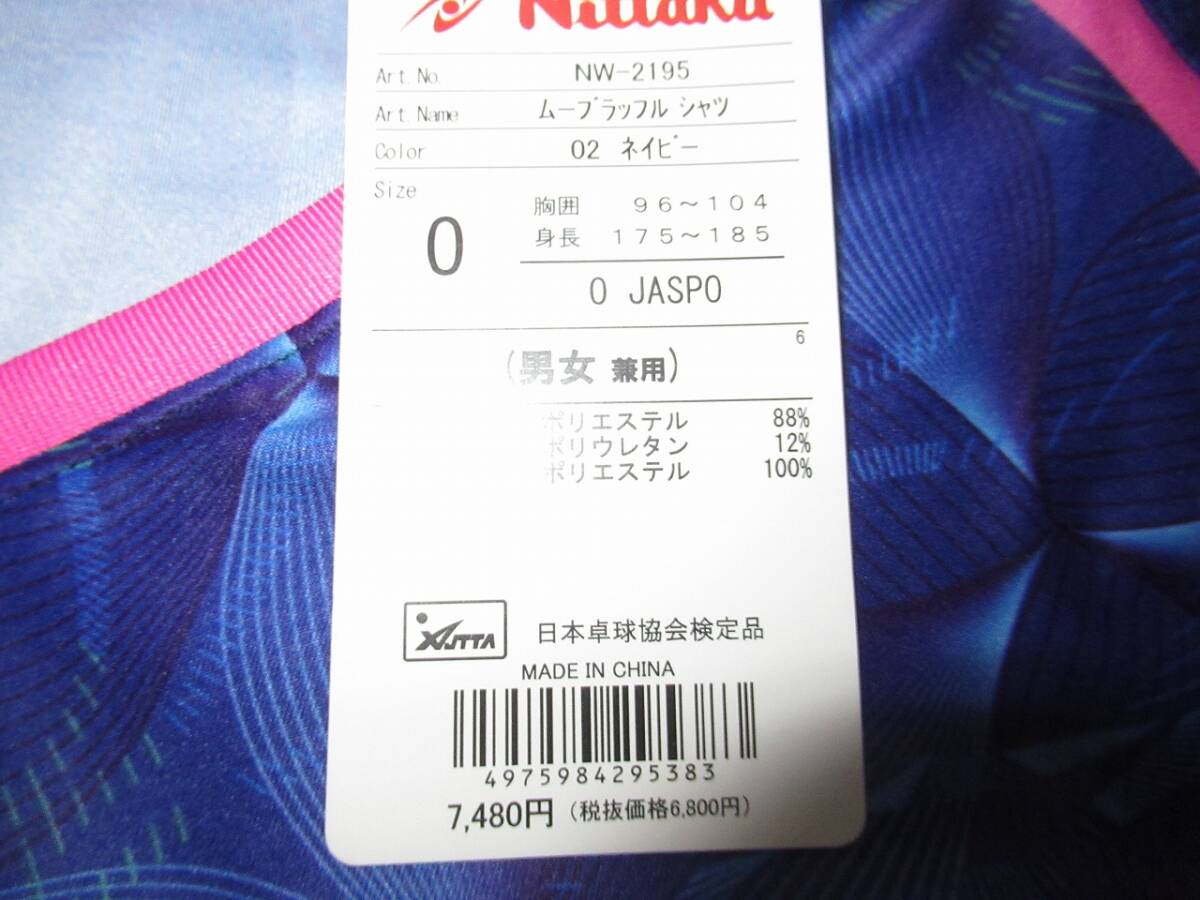 Nittaku
Art.No. NW-2195
Art.Name ムーブラッフル シャツ
Color 02 ネイビー
Size 0
胸囲 96～104
身長 175～185
0 JASPO
6
(男女 兼用)
ポリエステル 88%
ポリウレタン 12%
ポリエステル 100%
JTTA 日本卓球協会検定品
MADE IN CHINA
4975984295383
7,480円 (税抜価格6,800円)